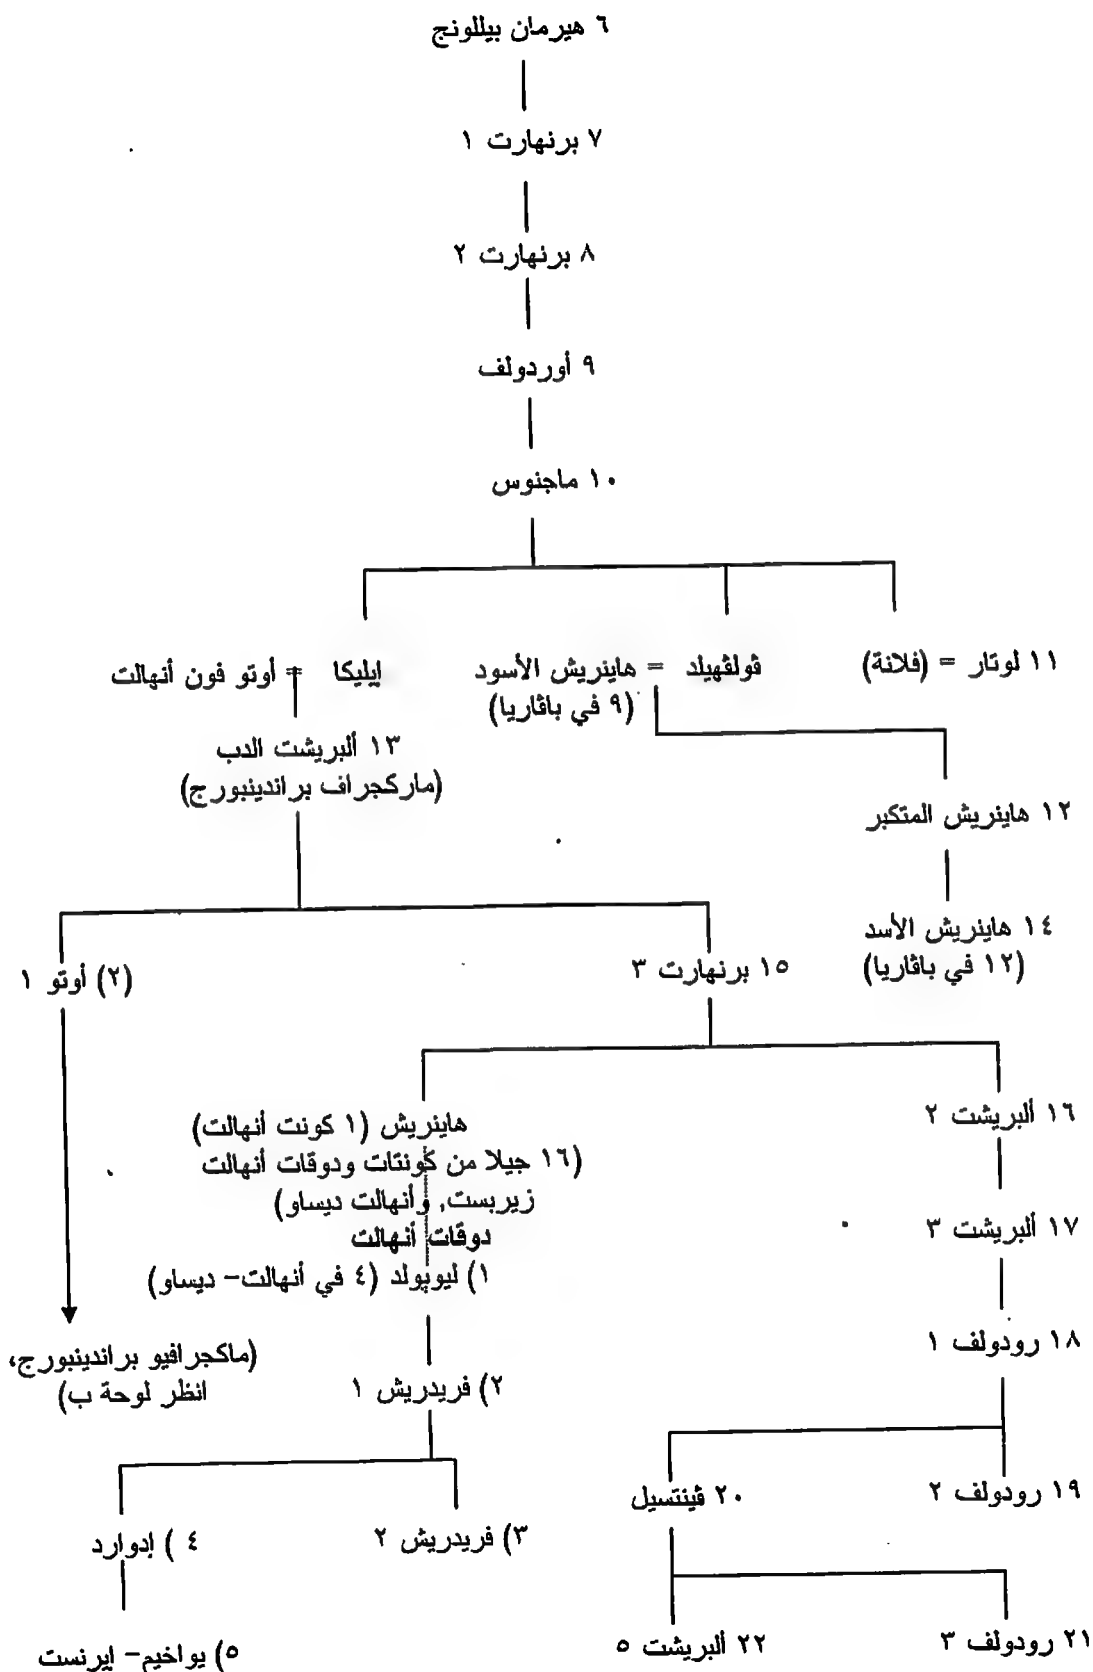 ٦ هيرمان بيللونج
٧ برنهارت ١
٨ برنهارت ٢
٩ أوردولف
١٠ ماجنوس
١١ لوتار = (فلانة)
ڤولڤهيلد = هاينريش الأسود
(٩ في باڤاريا)
إيليكا = أوتو فون أنهالت
١٣ ألبريشت الدب
(ماركجراف براندينبورج)
١٢ هاينريش المتكبر
١٤ هاينريش الأسد
(١٢ في باڤاريا)
١٥ برنهارت ٣
(٢) أوتو ١
١٦ ألبريشت ٢
هاينريش (١ كونت أنهالت)
(١٦ جيلا من كونتات ودوقات أنهالت
زيربست, وأنهالت ديساو)
دوقات أنهالت
١) ليوبولد (٤ في أنهالت- ديساو)
١٧ ألبريشت ٣
١٨ رودولف ١
(ماكجرافيو براندينبورج،
انظر لوحة ب)
٢) فريدريش ١
١٩ رودولف ٢
٢٠ ڤينتسيل
٣) فريدريش ٢
٤ ) إدوارد
٢١ رودولف ٣
٢٢ ألبريشت ٥
٥) يواخيم- إيرنست